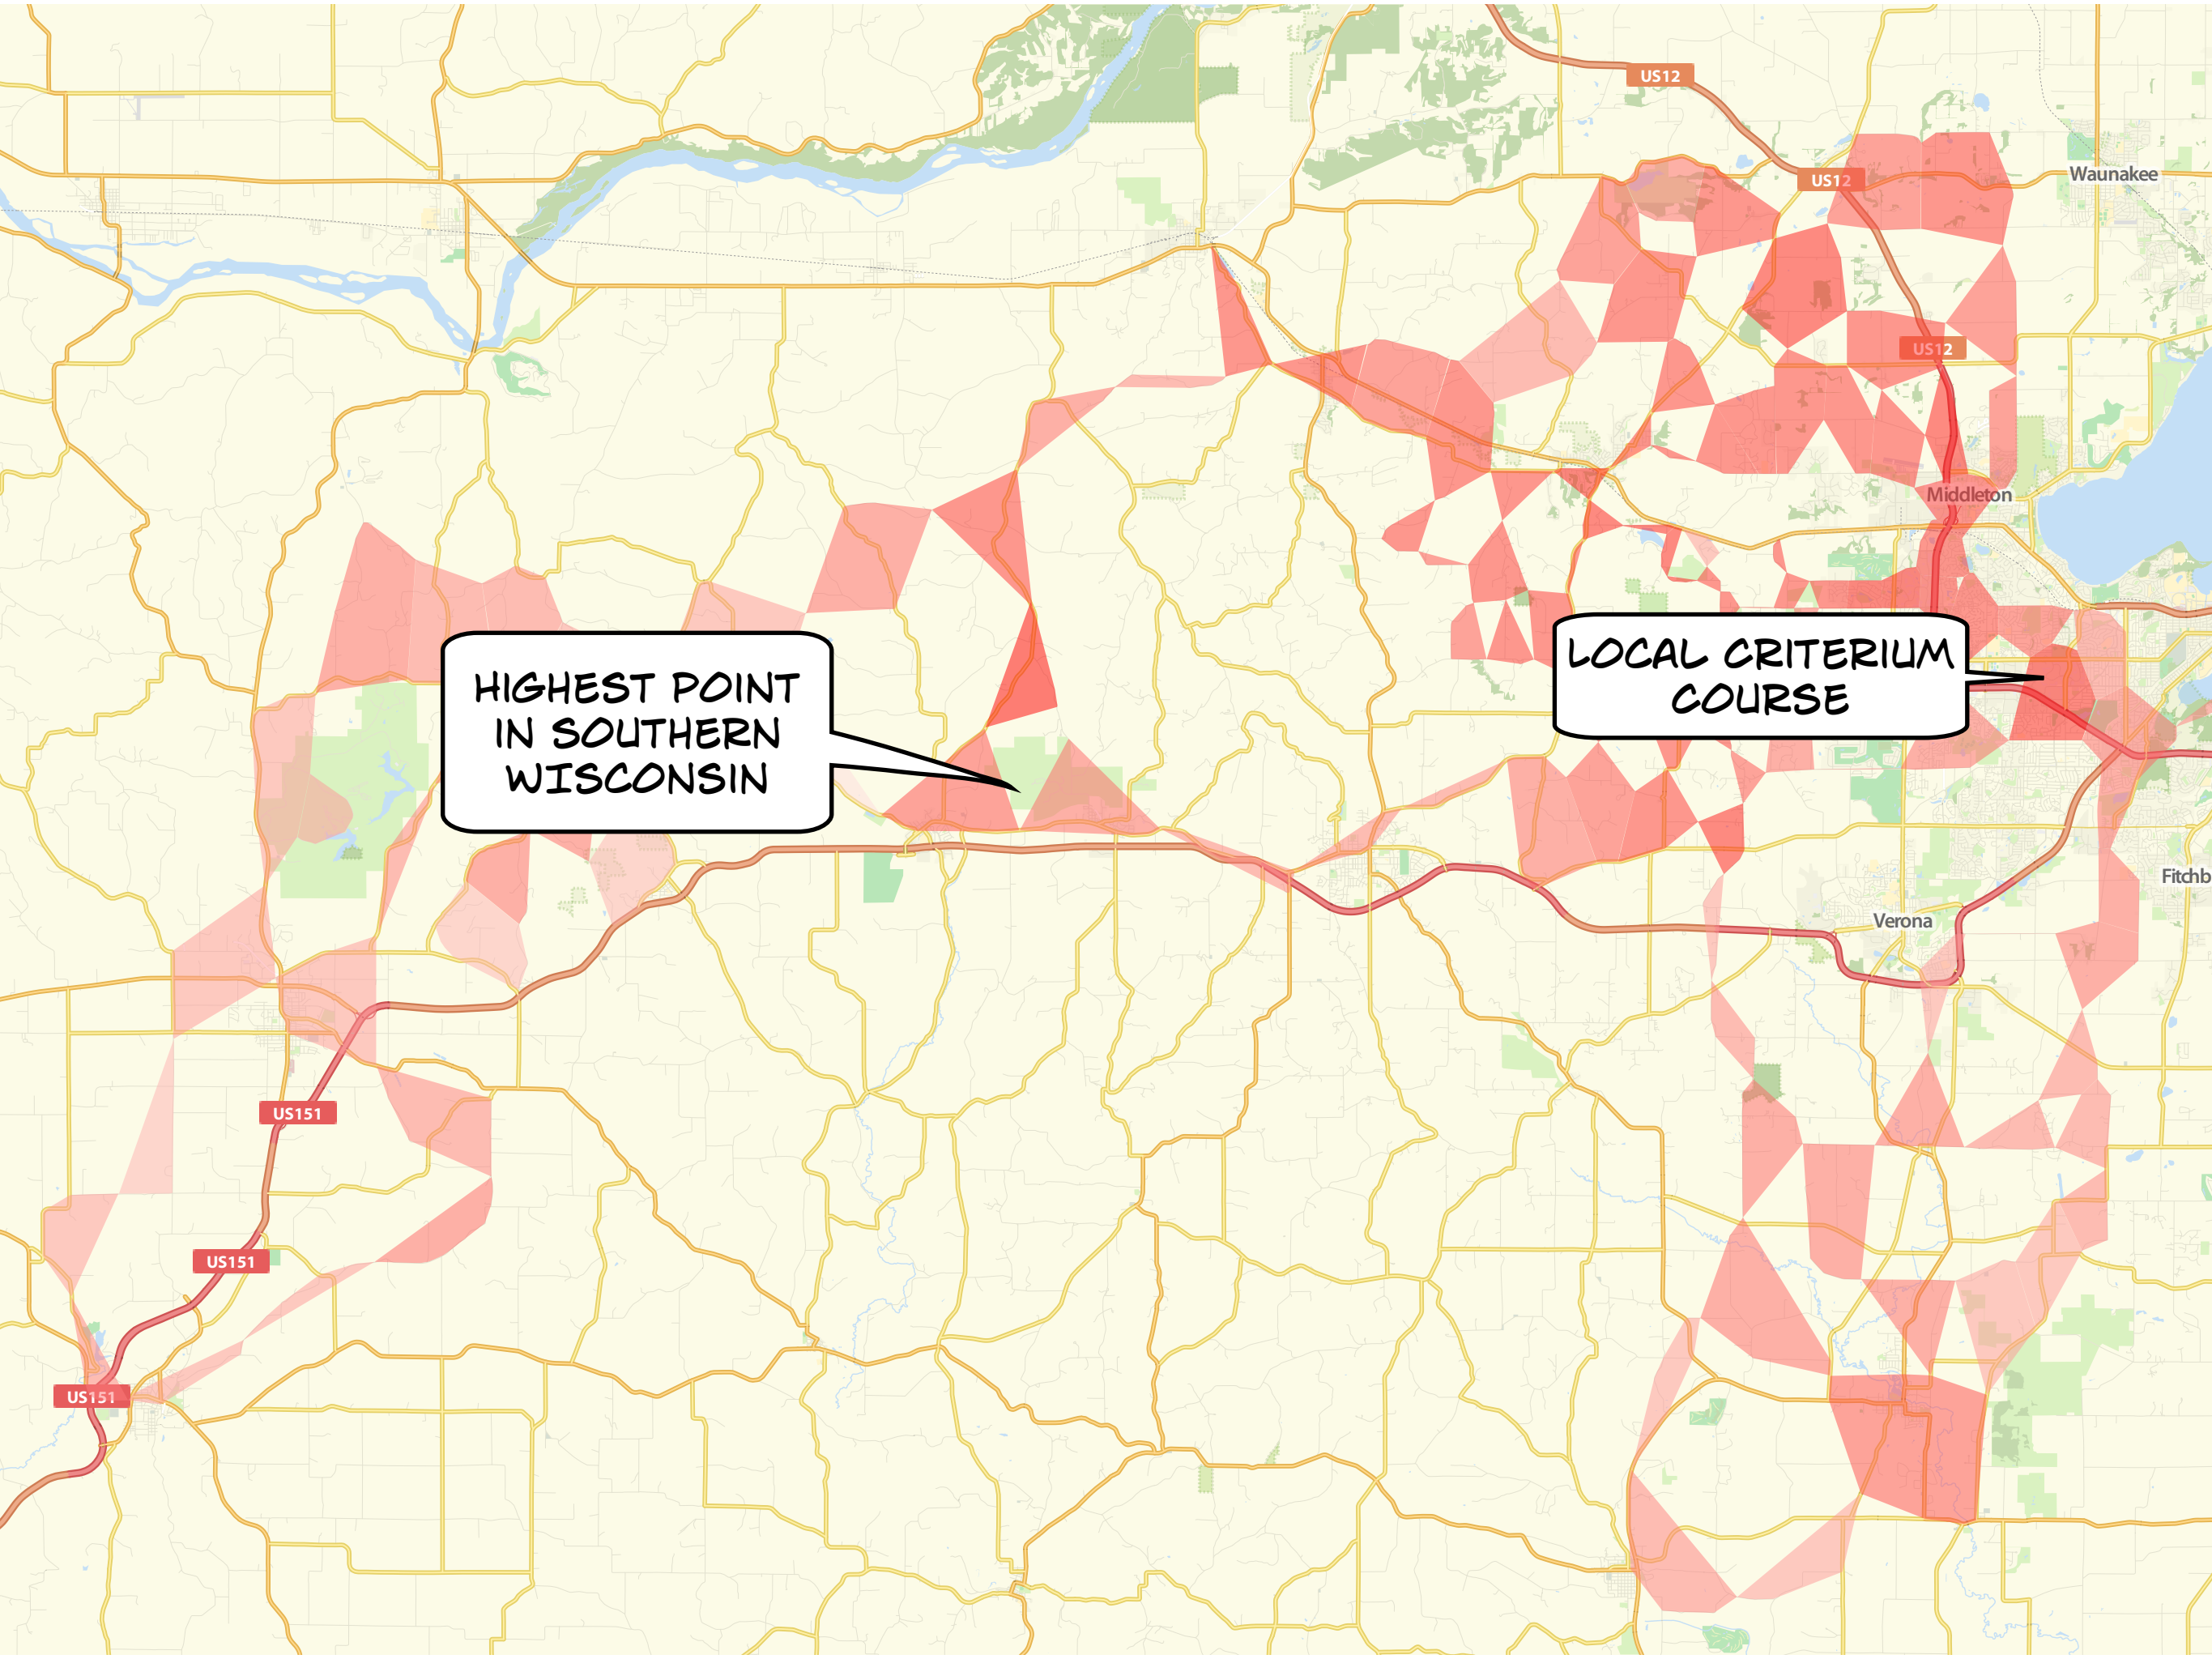 US12
Waunakee
US12
US12
Middleton
LOCAL CRITERIUM
COURSE
HIGHEST POINT
IN SOUTHERN
WISCONSIN
Fitchb
Verona
US151
US151
US151